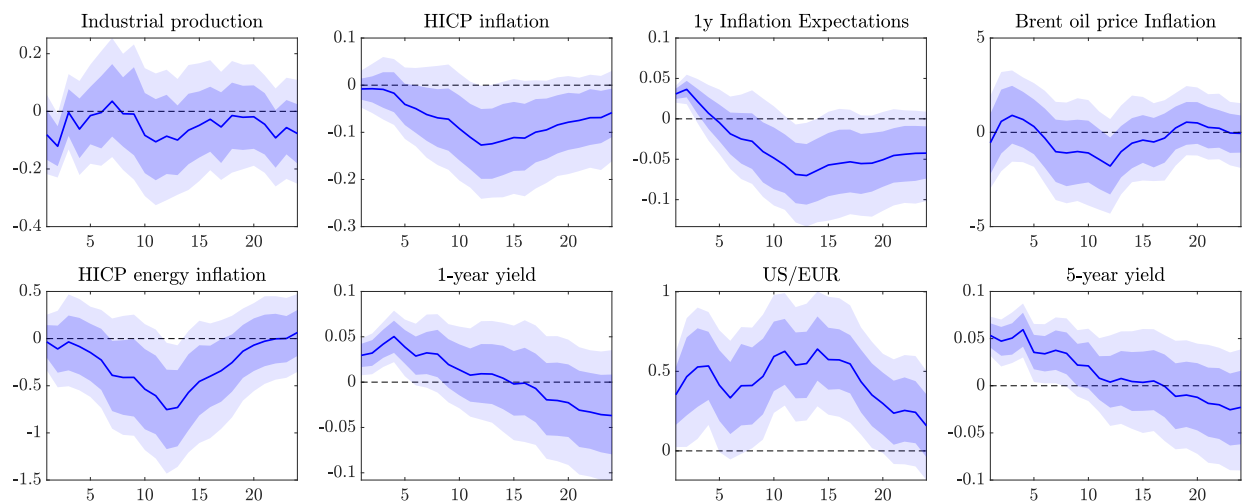 Industrial production
HICP inflation
1y Inflation Expectations
Brent oil price Inflation
0.2
0
-0.2
-0.4
5 10 15 20
0.1
0
-0.1
-0.2
-0.3
5 10 15 20
0.1
0.05
0
-0.05
-0.1
5 10 15 20
5
0
-5
5 10 15 20
HICP energy inflation
1-year yield
US/EUR
5-year yield
0.5
0
-0.5
-1
-1.5
5 10 15 20
0.1
0.05
0
-0.05
-0.1
5 10 15 20
1
0.5
0
5 10 15 20
0.1
0.05
0
-0.05
-0.1
5 10 15 20